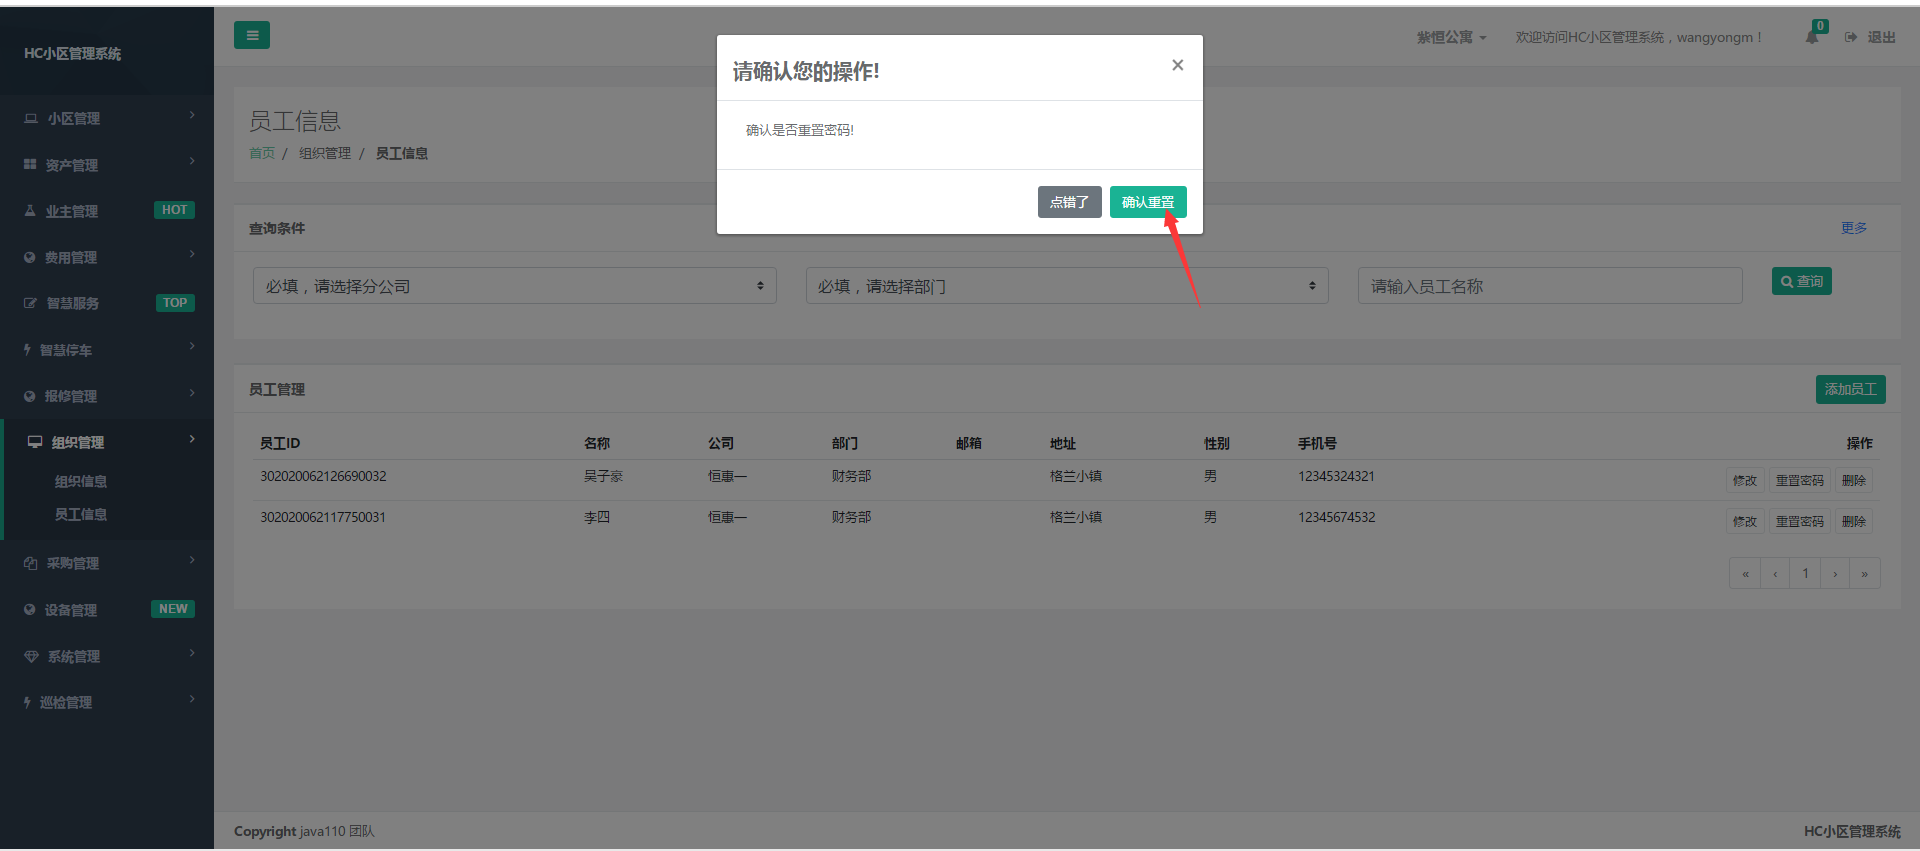 HC小区管理系统
小区管理
资产管理
业主管理 HOT
费用管理
智慧服务 TOP
智慧停车
报修管理
组织管理
组织信息
员工信息
采购管理
设备管理 NEW
系统管理
巡检管理
紫恒公寓 欢迎访问HC小区管理系统，wangyongm！ 0 退出
员工信息
首页 / 组织管理 / 员工信息
请确认您的操作! ×
确认是否重置密码!
点错了 确认重置
查询条件 更多
必填，请选择分公司 必填，请选择部门 请输入员工名称 查询
员工管理 添加员工
员工ID 名称 公司 部门 邮箱 地址 性别 手机号 操作
302020062126690032 吴子豪 恒惠一 财务部 格兰小镇 男 12345324321 修改 重置密码 删除
302020062117750031 李四 恒惠一 财务部 格兰小镇 男 12345674532 修改 重置密码 删除
« ‹ 1 › »
Copyright java110 团队 HC小区管理系统